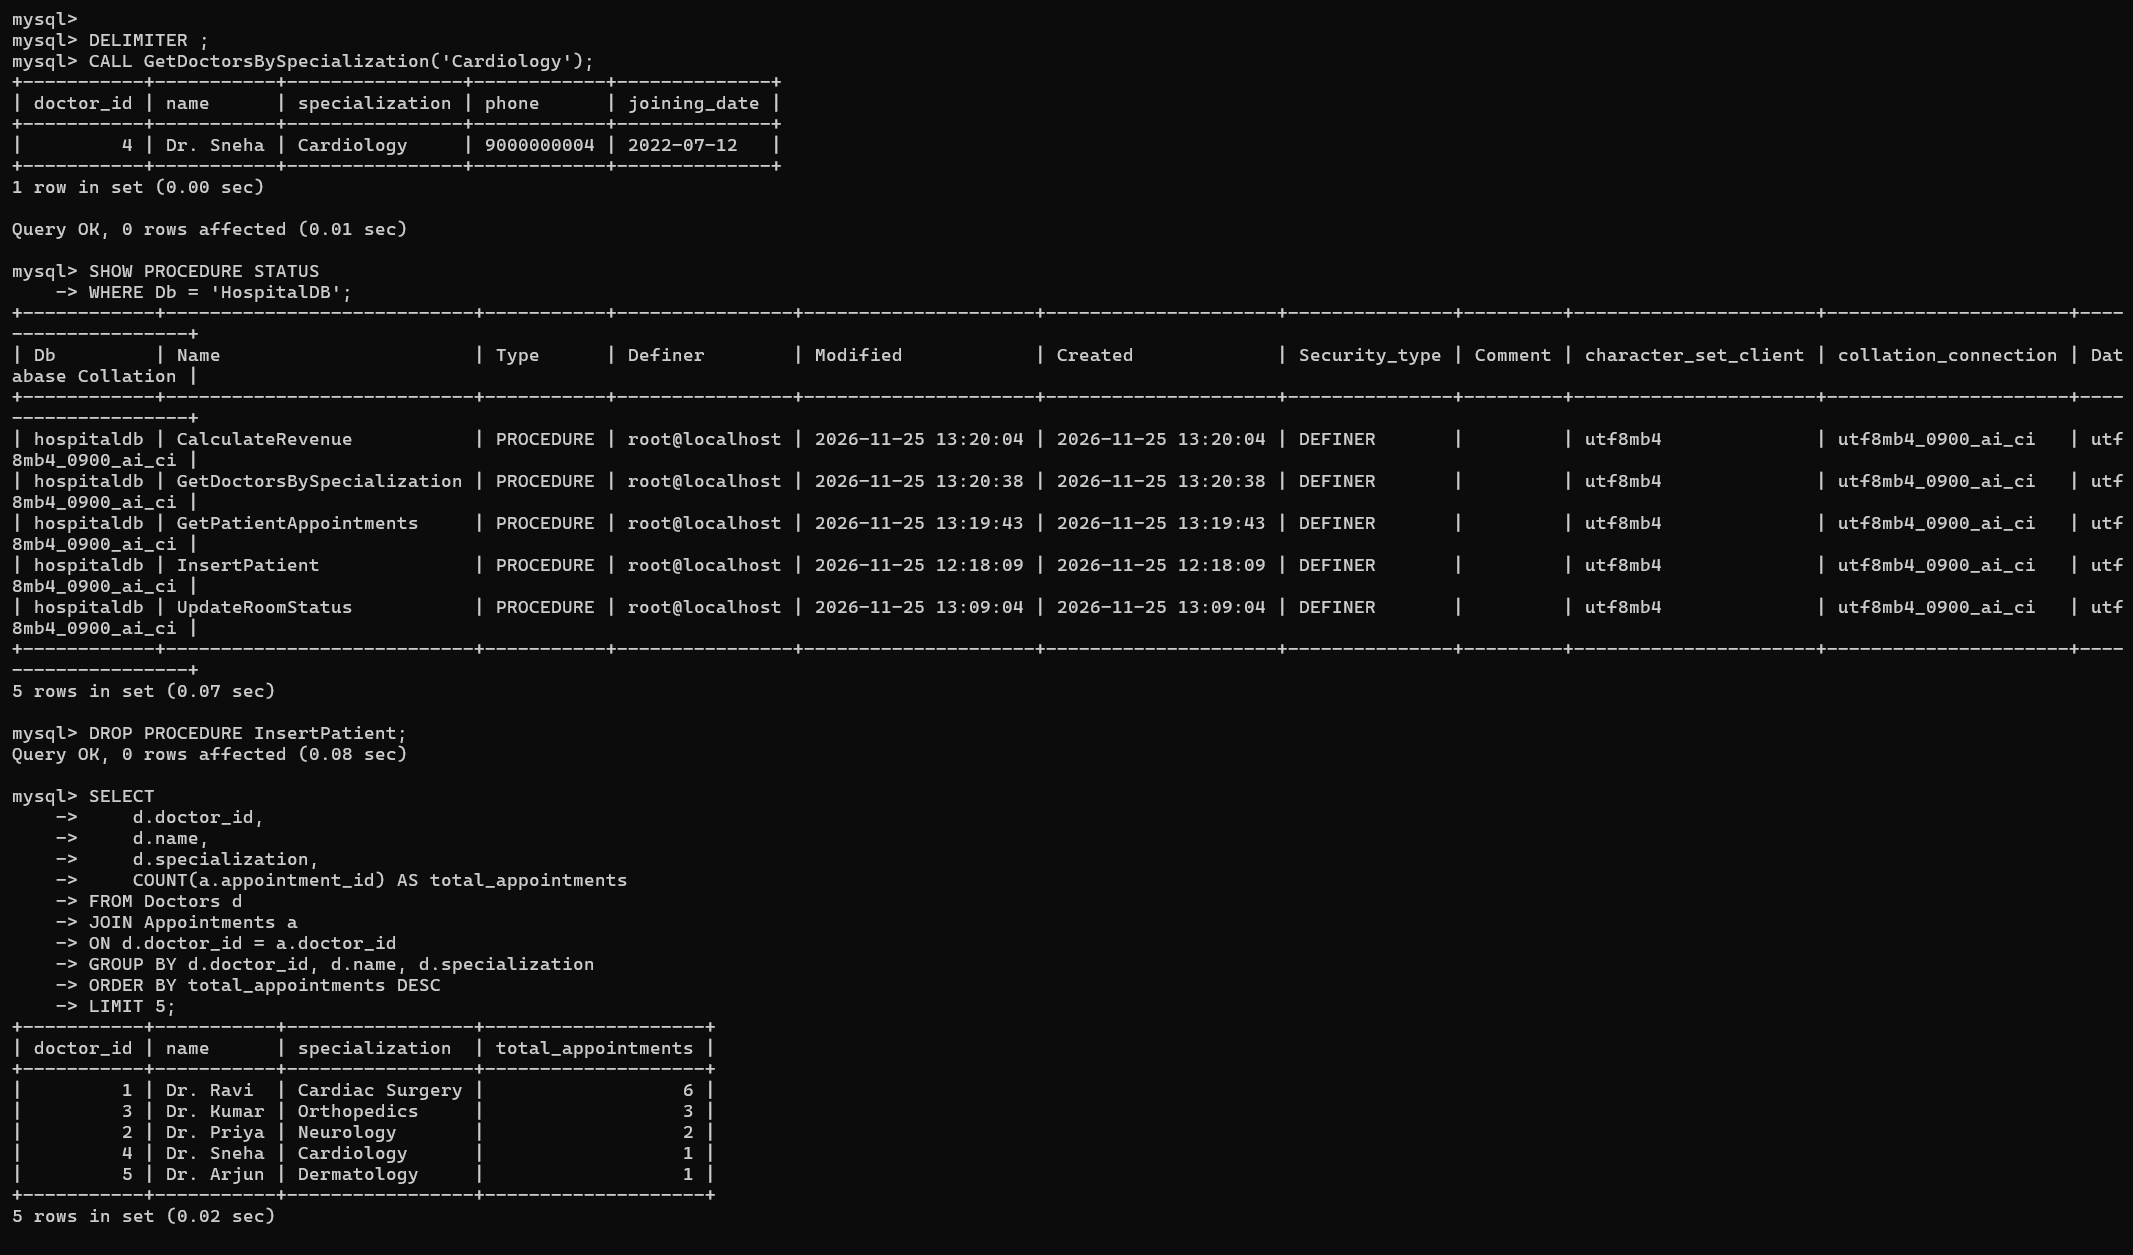 mysql>
mysql> DELIMITER ;
mysql> CALL GetDoctorsBySpecialization('Cardiology');
+-----------+-----------+----------------+------------+--------------+
| doctor_id | name      | specialization | phone      | joining_date |
+-----------+-----------+----------------+------------+--------------+
|         4 | Dr. Sneha | Cardiology     | 9000000004 | 2022-07-12   |
+-----------+-----------+----------------+------------+--------------+
1 row in set (0.00 sec)

Query OK, 0 rows affected (0.01 sec)

mysql> SHOW PROCEDURE STATUS
    -> WHERE Db = 'HospitalDB';
+------------+----------------------------+-----------+----------------+---------------------+---------------------+---------------+---------+----------------------+----------------------+----
----------------+
| Db         | Name                       | Type      | Definer        | Modified            | Created             | Security_type | Comment | character_set_client | collation_connection | Dat
abase Collation |
+------------+----------------------------+-----------+----------------+---------------------+---------------------+---------------+---------+----------------------+----------------------+----
----------------+
| hospitaldb | CalculateRevenue           | PROCEDURE | root@localhost | 2026-11-25 13:20:04 | 2026-11-25 13:20:04 | DEFINER       |         | utf8mb4              | utf8mb4_0900_ai_ci   | utf
8mb4_0900_ai_ci |
| hospitaldb | GetDoctorsBySpecialization | PROCEDURE | root@localhost | 2026-11-25 13:20:38 | 2026-11-25 13:20:38 | DEFINER       |         | utf8mb4              | utf8mb4_0900_ai_ci   | utf
8mb4_0900_ai_ci |
| hospitaldb | GetPatientAppointments     | PROCEDURE | root@localhost | 2026-11-25 13:19:43 | 2026-11-25 13:19:43 | DEFINER       |         | utf8mb4              | utf8mb4_0900_ai_ci   | utf
8mb4_0900_ai_ci |
| hospitaldb | InsertPatient              | PROCEDURE | root@localhost | 2026-11-25 12:18:09 | 2026-11-25 12:18:09 | DEFINER       |         | utf8mb4              | utf8mb4_0900_ai_ci   | utf
8mb4_0900_ai_ci |
| hospitaldb | UpdateRoomStatus           | PROCEDURE | root@localhost | 2026-11-25 13:09:04 | 2026-11-25 13:09:04 | DEFINER       |         | utf8mb4              | utf8mb4_0900_ai_ci   | utf
8mb4_0900_ai_ci |
+------------+----------------------------+-----------+----------------+---------------------+---------------------+---------------+---------+----------------------+----------------------+----
----------------+
5 rows in set (0.07 sec)

mysql> DROP PROCEDURE InsertPatient;
Query OK, 0 rows affected (0.08 sec)

mysql> SELECT
    ->     d.doctor_id,
    ->     d.name,
    ->     d.specialization,
    ->     COUNT(a.appointment_id) AS total_appointments
    -> FROM Doctors d
    -> JOIN Appointments a
    -> ON d.doctor_id = a.doctor_id
    -> GROUP BY d.doctor_id, d.name, d.specialization
    -> ORDER BY total_appointments DESC
    -> LIMIT 5;
+-----------+-----------+-----------------+--------------------+
| doctor_id | name      | specialization  | total_appointments |
+-----------+-----------+-----------------+--------------------+
|         1 | Dr. Ravi  | Cardiac Surgery |                  6 |
|         3 | Dr. Kumar | Orthopedics     |                  3 |
|         2 | Dr. Priya | Neurology       |                  2 |
|         4 | Dr. Sneha | Cardiology      |                  1 |
|         5 | Dr. Arjun | Dermatology     |                  1 |
+-----------+-----------+-----------------+--------------------+
5 rows in set (0.02 sec)